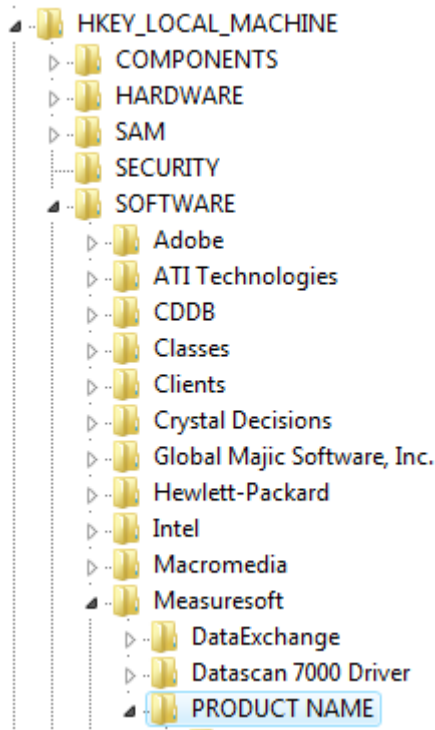 HKEY_LOCAL_MACHINE
COMPONENTS
HARDWARE
SAM
SECURITY
SOFTWARE
Adobe
ATI Technologies
CDDB
Classes
Clients
Crystal Decisions
Global Majic Software, Inc.
Hewlett-Packard
Intel
Macromedia
Measuresoft
DataExchange
Datascan 7000 Driver
PRODUCT NAME